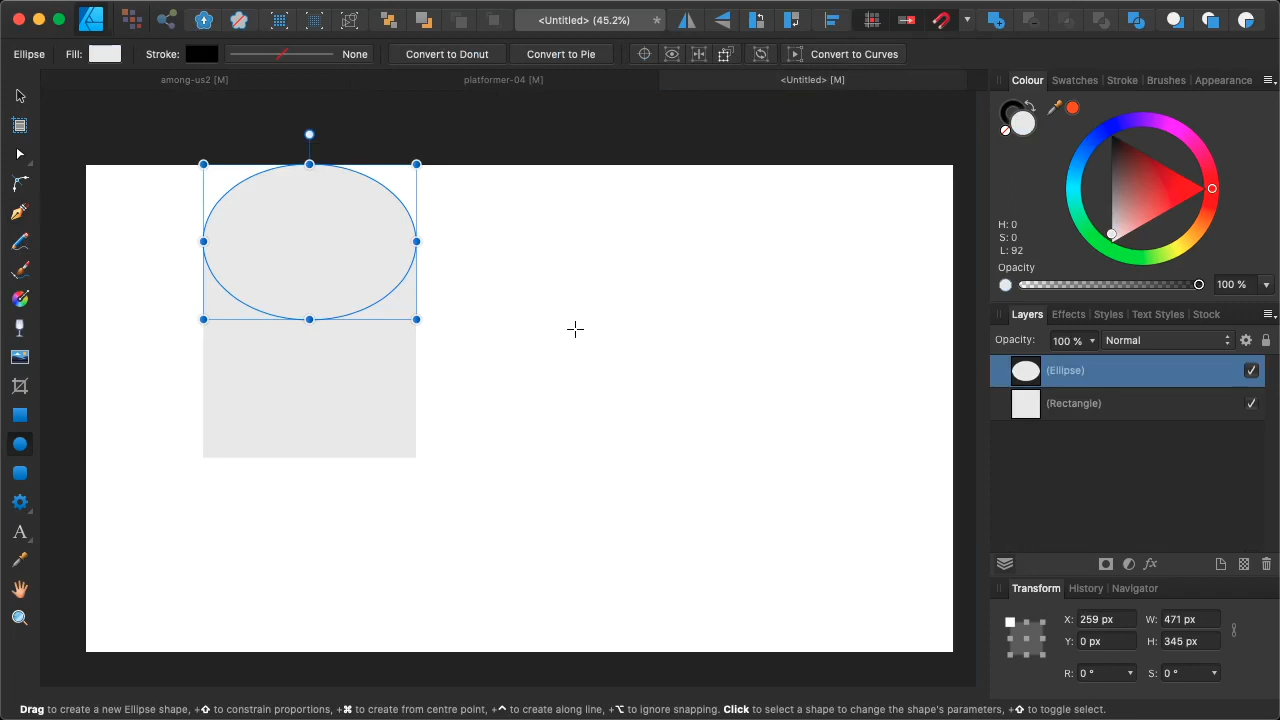 <Untitled> (45.2%) *
Ellipse Fill: Stroke: None Convert to Donut Convert to Pie Convert to Curves
among-us2 [M] platformer-04 [M] <Untitled> [M]
Colour Swatches Stroke Brushes Appearance
H: 0
S: 0
L: 92
Opacity
100 %
Layers Effects Styles Text Styles Stock
Opacity: 100 % Normal
(Ellipse)
(Rectangle)
A
fx
Transform History Navigator
X: 259 px W: 471 px
Y: 0 px H: 345 px
R: 0 ° S: 0 °
Drag to create a new Ellipse shape, +⇧ to constrain proportions, +⌘ to create from centre point, +⌃ to create along line, +⌥ to ignore snapping. Click to select a shape to change the shape's parameters, +⇧ to toggle select.